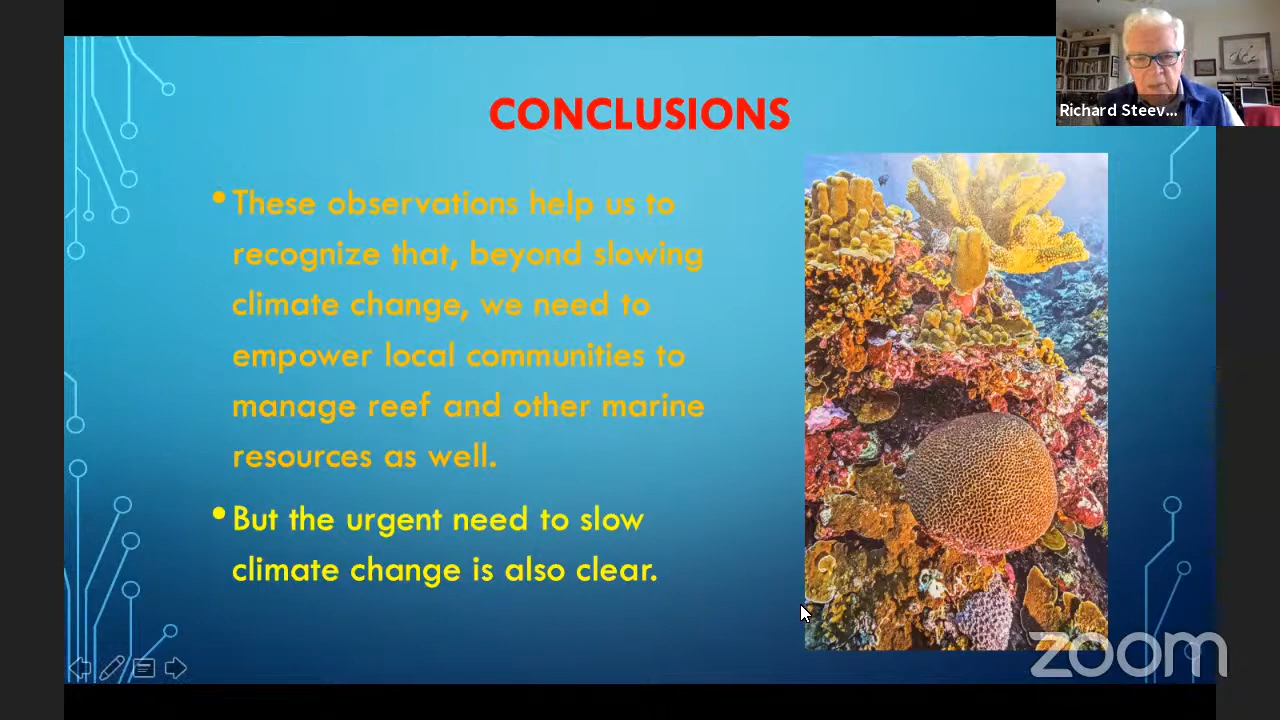 CONCLUSIONS
Richard Steev...
• These observations help us to
recognize that, beyond slowing
climate change, we need to
empower local communities to
manage reef and other marine
resources as well.
• But the urgent need to slow
climate change is also clear.
zoom